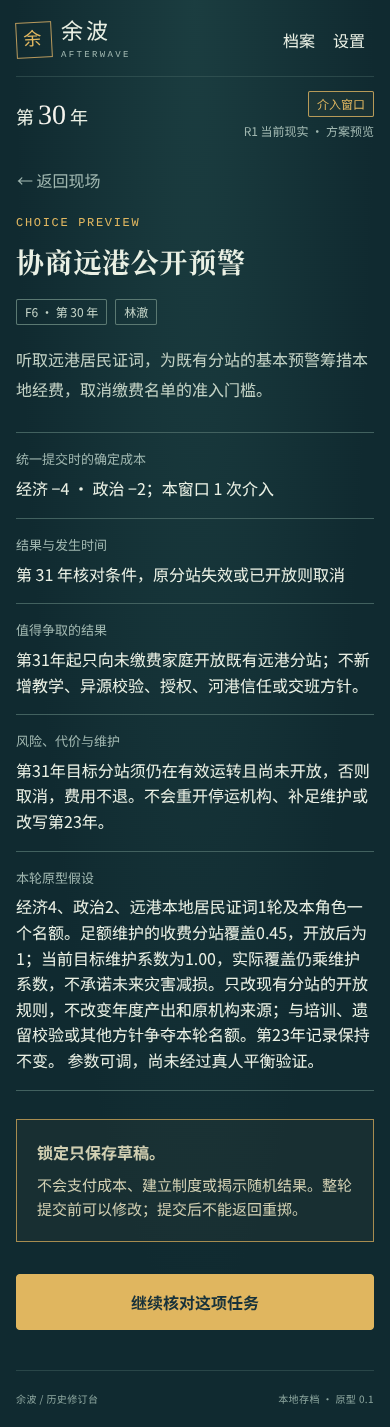 余
余波
AFTERWAVE
档案
设置
第 30 年
介入窗口
R1 当前现实 · 方案预览
← 返回现场
CHOICE PREVIEW
协商远港公开预警
F6 · 第 30 年
林澈
听取远港居民证词，为既有分站的基本预警筹措本
地经费，取消缴费名单的准入门槛。
统一提交时的确定成本
经济 −4 · 政治 −2；本窗口 1 次介入
结果与发生时间
第 31 年核对条件，原分站失效或已开放则取消
值得争取的结果
第31年起只向未缴费家庭开放既有远港分站；不新
增教学、异源校验、授权、河港信任或交班方针。
风险、代价与维护
第31年目标分站须仍在有效运转且尚未开放，否则
取消，费用不退。不会重开停运机构、补足维护或
改写第23年。
本轮原型假设
经济4、政治2、远港本地居民证词1轮及本角色一
个名额。足额维护的收费分站覆盖0.45，开放后为
1；当前目标维护系数为1.00，实际覆盖仍乘维护
系数，不承诺未来灾害减损。只改现有分站的开放
规则，不改变年度产出和原机构来源；与培训、遗
留校验或其他方针争夺本轮名额。第23年记录保持
不变。 参数可调，尚未经过真人平衡验证。
锁定只保存草稿。
不会支付成本、建立制度或揭示随机结果。整轮
提交前可以修改；提交后不能返回重掷。
继续核对这项任务
余波 / 历史修订台
本地存档 · 原型 0.1